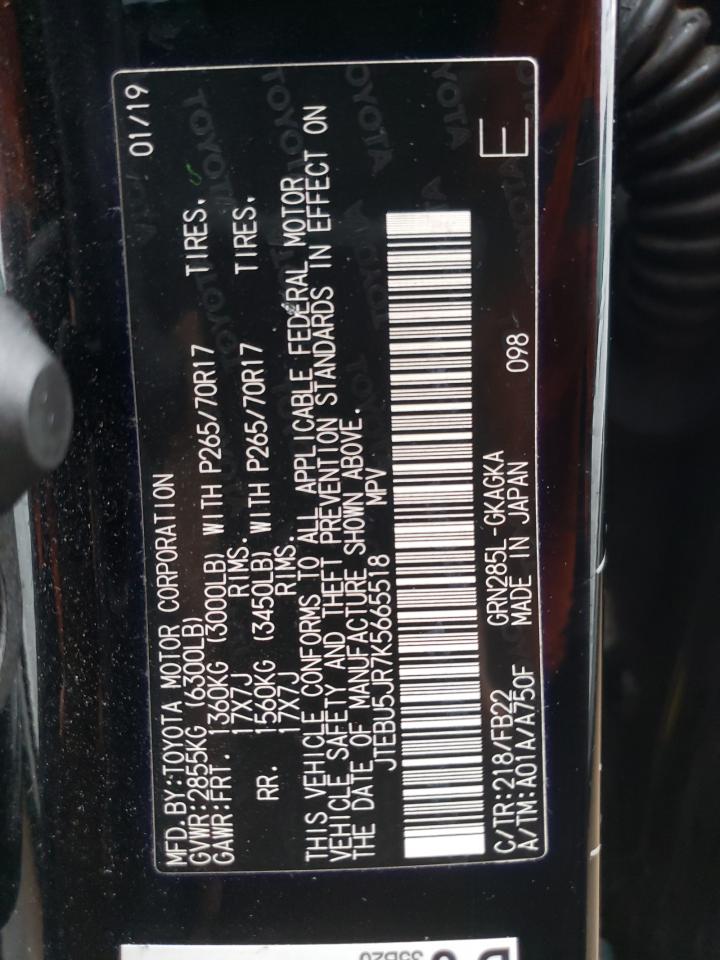 MFD.BY:TOYOTA MOTOR CORPORATION 01/19
GVWR:2855KG (6300LB)
GAWR:FRT. 1360KG (3000LB) WITH P265/70R17 TIRES.
17X7J RIMS.
RR. 1560KG (3450LB) WITH P265/70R17 TIRES.
17X7J RIMS.
THIS VEHICLE CONFORMS TO ALL APPLICABLE FEDERAL MOTOR
VEHICLE SAFETY AND THEFT PREVENTION STANDARDS IN EFFECT ON
THE DATE OF MANUFACTURE SHOWN ABOVE.
JTEBU5JR7K5665518 MPV
C/TR:218/FB22 GRN285L-GKAGKA 098 E
A/TM:A01A/A750F MADE IN JAPAN